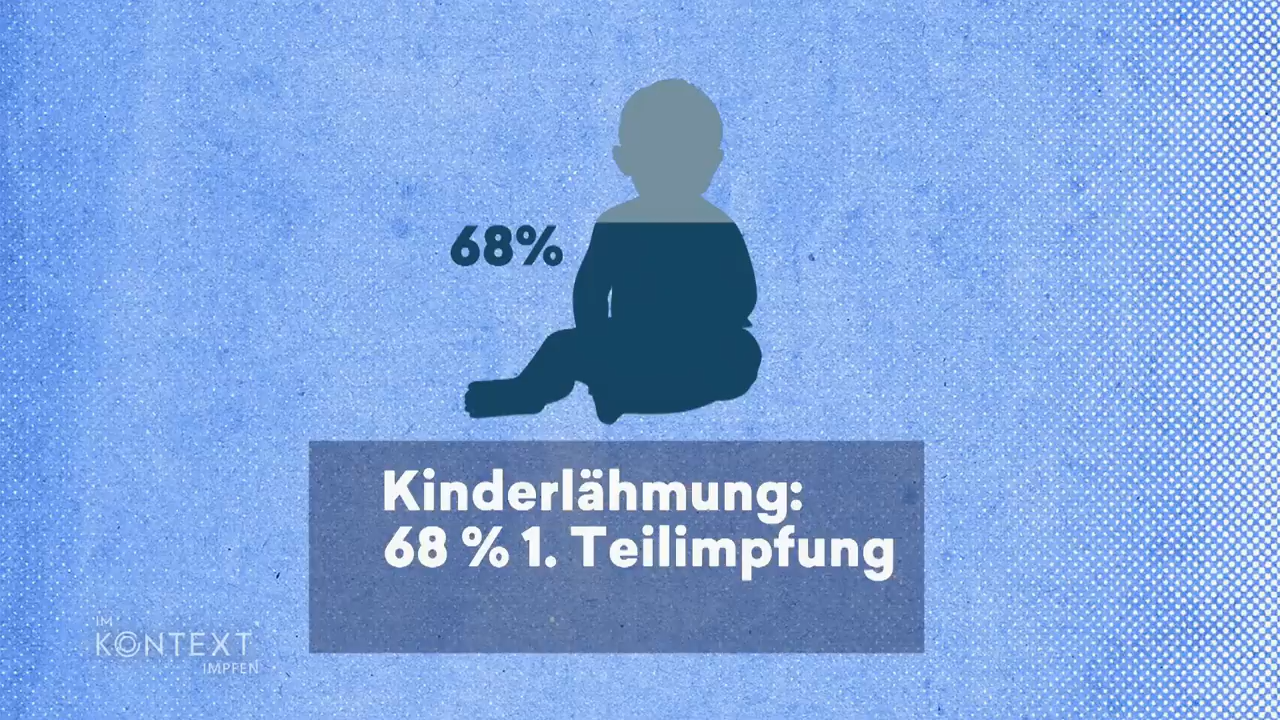 68%
Kinderlähmung:
68 % 1. Teilimpfung
IM
KONTEXT
IMPFEN